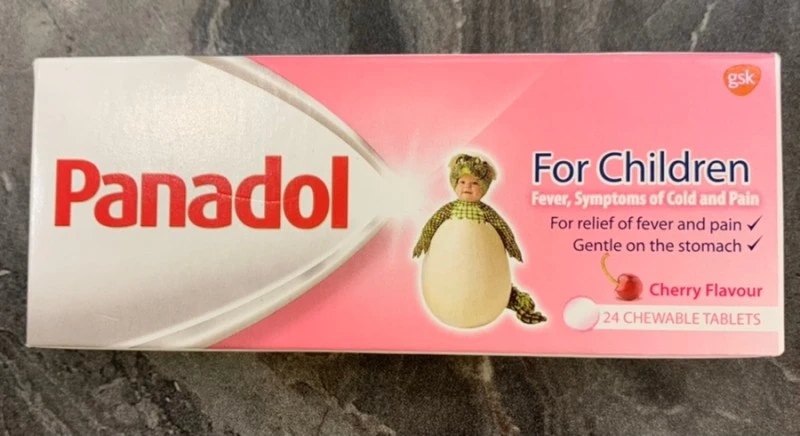 Panadol
gsk
For Children
Fever, Symptoms of Cold and Pain
For relief of fever and pain ✓
Gentle on the stomach ✓
Cherry Flavour
24 CHEWABLE TABLETS